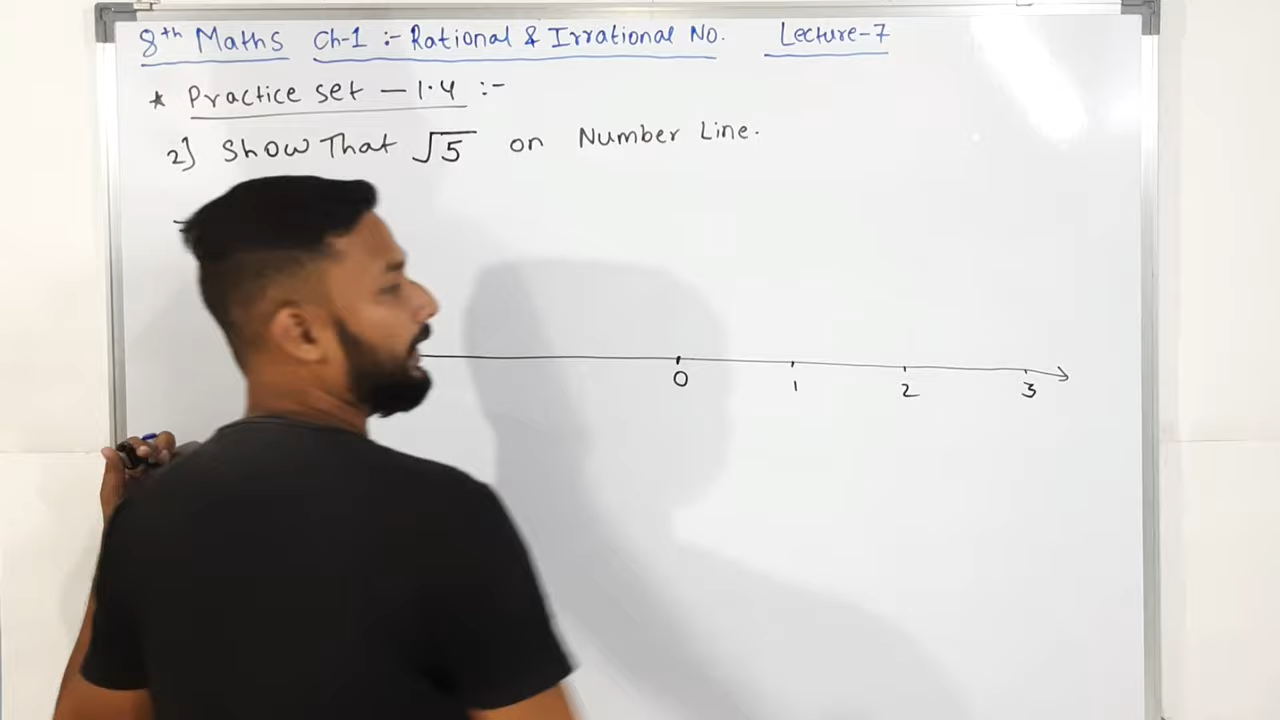 8th Maths Ch-1 :- Rational & Irrational No. Lecture-7
* Practice set — 1.4 :-
2] Show That √5 on Number Line.
0 1 2 3